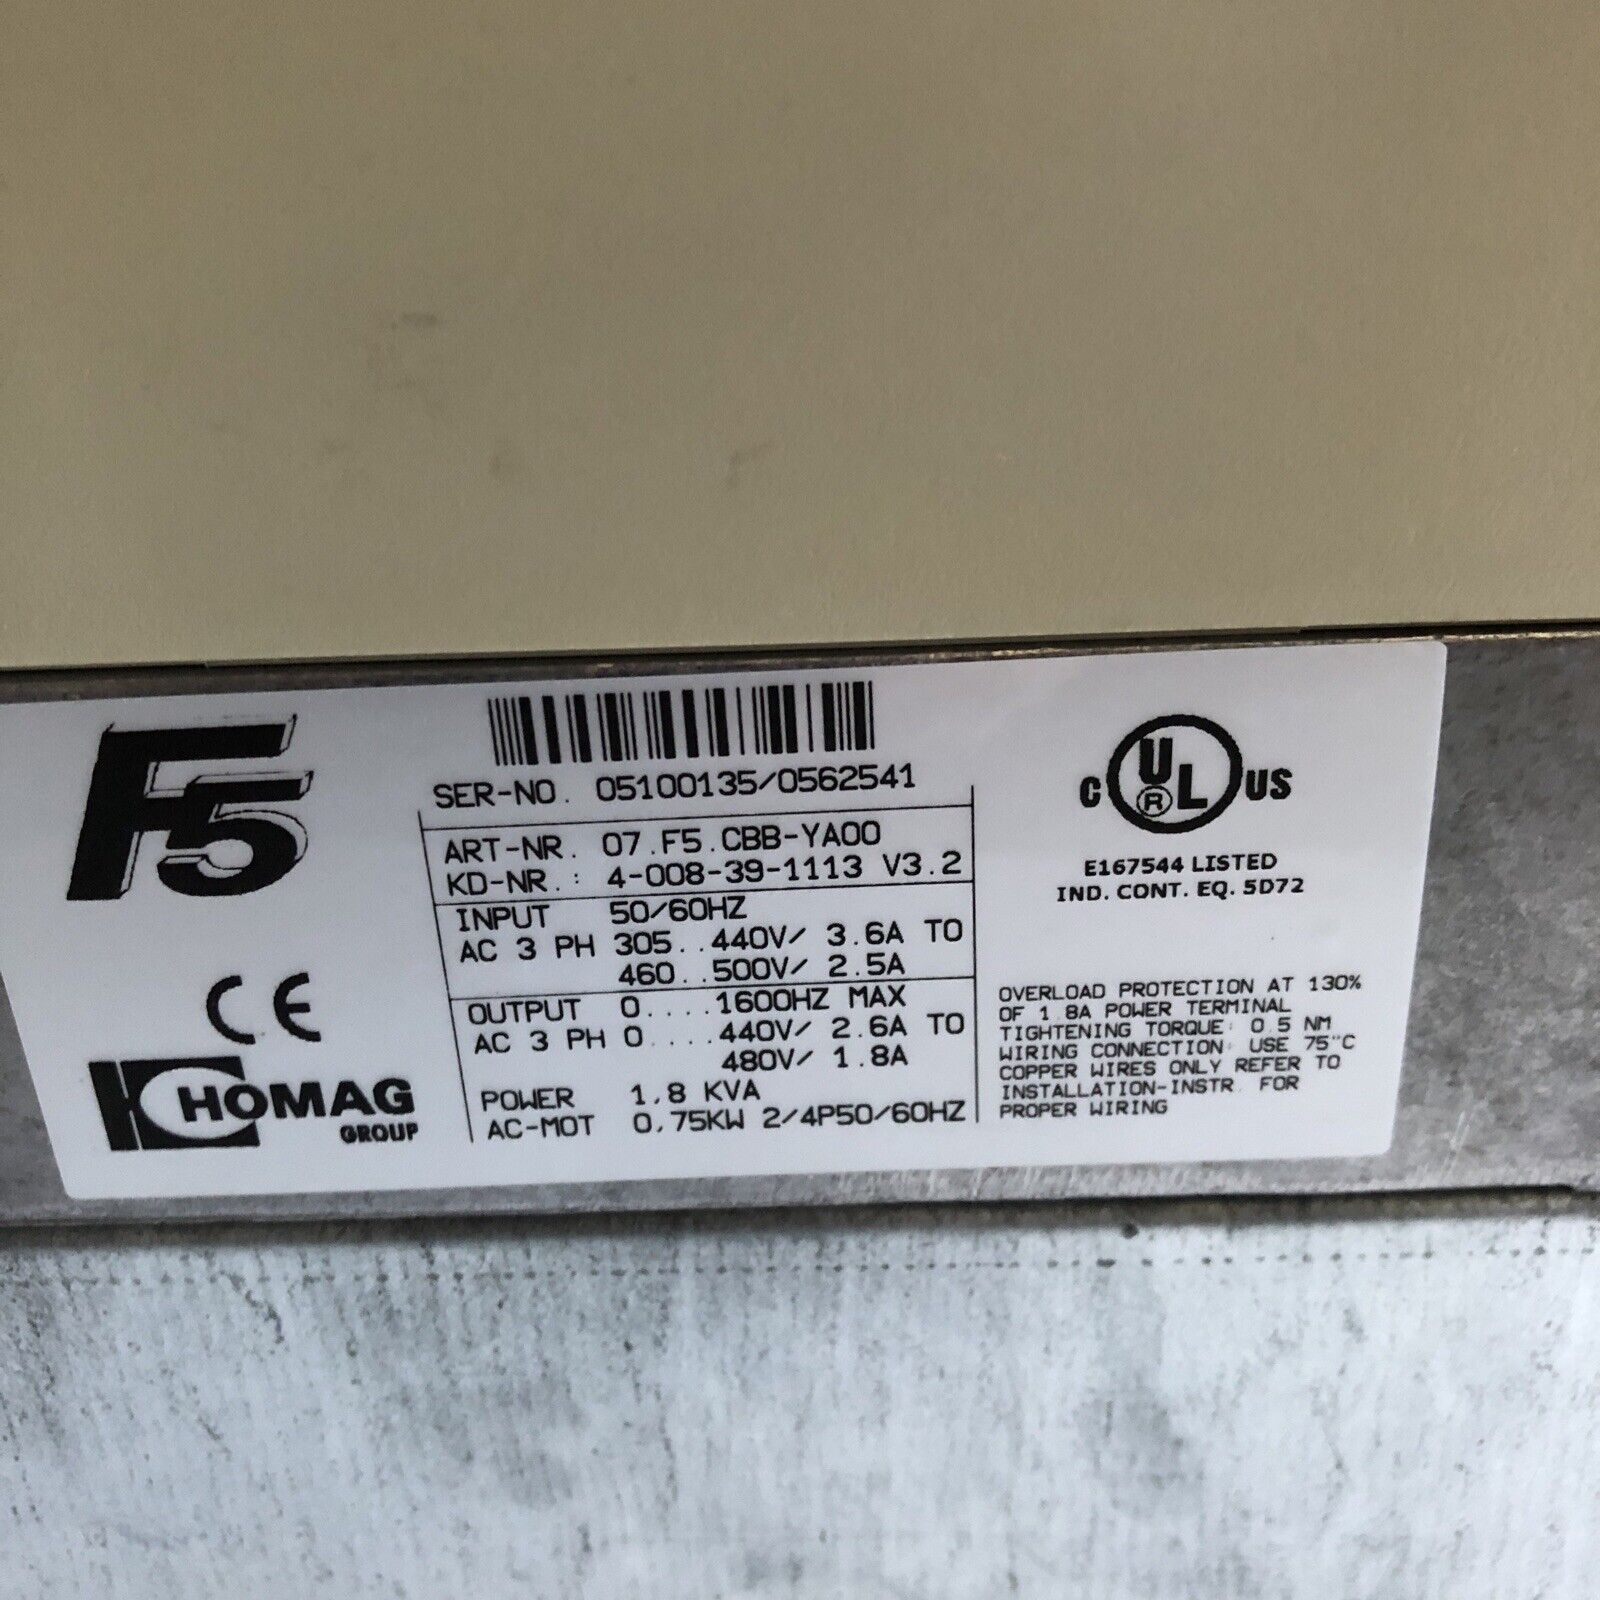 F5
SER-NO. 05100135/0562541
ART-NR. 07.F5.CBB-YA00
KD-NR.: 4-008-39-1113 V3.2
INPUT 50/60HZ
AC 3 PH 305..440V/ 3.6A TO
460..500V/ 2.5A
OUTPUT 0....1600HZ MAX
AC 3 PH 0....440V/ 2.6A TO
480V/ 1.8A
POWER 1,8 KVA
AC-MOT 0,75KW 2/4P50/60HZ
CE
HOMAG
GROUP
C UL® US
E167544 LISTED
IND. CONT. EQ. 5D72
OVERLOAD PROTECTION AT 130%
OF 1.8A POWER TERMINAL
TIGHTENING TORQUE: 0.5 NM
WIRING CONNECTION: USE 75°C
COPPER WIRES ONLY REFER TO
INSTALLATION-INSTR. FOR
PROPER WIRING